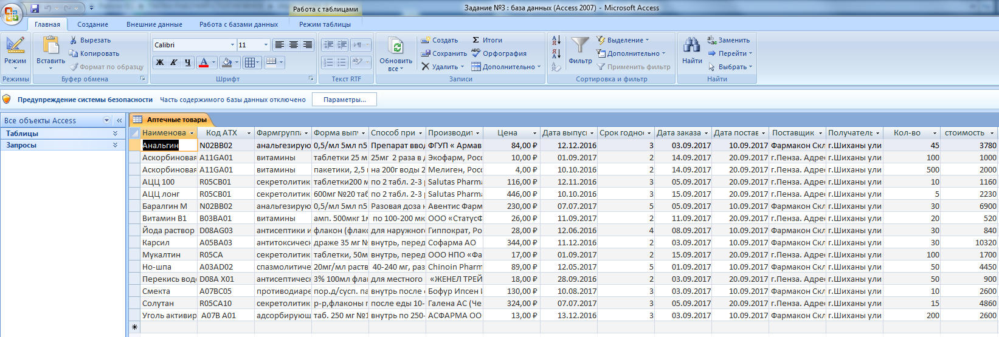 Работа с таблицами
Задание №3 : база данных (Access 2007) - Microsoft Access
Главная Создание Внешние данные Работа с базами данных Режим таблицы
Режим
Режимы
Вставить
Вырезать
Копировать
Формат по образцу
Буфер обмена
Calibri 11
Ж К Ч
Шрифт
Текст RTF
Обновить все
Создать
Сохранить
Удалить
Итоги
Орфография
Дополнительно
Записи
Фильтр
Выделение
Дополнительно
Применить фильтр
Сортировка и фильтр
Найти
Заменить
Перейти
Выбрать
Найти
Предупреждение системы безопасности Часть содержимого базы данных отключено Параметры...
Все объекты Access
Таблицы
Запросы
Аптечные товары
Наименова Код АТХ Фармгруппа Форма выпу Способ при Производит Цена Дата выпус Срок годнос Дата заказа Дата постав Поставщик Получатель Кол-во стоимость
Анальгин N02BB02 анальгезирую 0,5/мл 5мл n5 Препарат ввод ФГУП « Армав 84,00 ₽ 12.12.2016 3 03.09.2017 10.09.2017 Фармакон Скл г.Шиханы ули 45 3780
Аскорбиновая A11GA01 витамины таблетки 25 м 25мг 2 раза в д Экофарм, Росс 10,00 ₽ 01.09.2017 2 14.09.2017 20.09.2017 г.Пенза. Адрес г.Шиханы ули 100 1000
Аскорбиновая A11GA01 витамины пакетики, 2,5 г на 200г воды 2 Мелиген, Росс 4,00 ₽ 10.10.2016 2 14.09.2017 20.09.2017 г.Пенза. Адрес г.Шиханы ули 500 2000
АЦЦ 100 R05CB01 секретолитик таблетки200 м по 2 табл. 2-3 р Salutas Pharma 116,00 ₽ 12.11.2016 3 05.09.2017 20.09.2017 г.Пенза. Адрес г.Шиханы ули 10 1160
АЦЦ лонг R05CB01 секретолитик 600мг №20 таб по 2 табл. 2-3 р Salutas Pharma 446,00 ₽ 10.10.2016 3 15.09.2017 20.09.2017 г.Пенза. Адрес г.Шиханы ули 5 2230
Баралгин М N02BB02 анальгезирую 0,5/мл 5мл n5 Разовая доза н Авентис Фарм 230,00 ₽ 07.07.2017 5 05.09.2017 10.09.2017 Фармакон Скл г.Шиханы ули 30 6900
Витамин B1 B03BA01 витамины амп. 500мкг 1м по 100-200 мк ООО «СтатусФ 26,00 ₽ 11.09.2017 2 11.09.2017 20.09.2017 г.Пенза. Адрес г.Шиханы ули 20 520
Йода раствор D08AG03 антисептики и флакон (флако для наружного Гиппократ, Ро 28,00 ₽ 12.06.2016 4 08.09.2017 10.09.2017 Фармакон Скл г.Шиханы ули 30 840
Карсил A05BA03 антитоксичес драже 35 мг № внутрь, перед Софарма АО 344,00 ₽ 11.12.2016 2 03.09.2017 10.09.2017 Фармакон Скл г.Шиханы ули 30 10320
Мукалтин R05CA секретолитик таблетки, 50м внутрь, перед ООО НПО «Фа 17,00 ₽ 01.09.2017 2 15.09.2017 20.09.2017 г.Пенза. Адрес г.Шиханы ули 100 1700
Но-шпа A03AD02 спазмолитиче 20мг/мл раств 40-240 мг, раз Chinoin Pharm 89,00 ₽ 12.05.2017 5 01.09.2017 10.09.2017 Фармакон Скл г.Шиханы ули 50 4450
Перекись водо D08A X01 антисептическ 3% 100мл фла для местного «ЖЕНЕЛ ТРЕЙ 18,00 ₽ 28.09.2016 2 03.09.2017 20.09.2017 г.Пенза. Адрес г.Шиханы ули 50 900
Смекта A07BC05 противодиаре пор.д/сусп. па внутрь после е Бофур Ипсен И 130,00 ₽ 10.08.2017 3 03.09.2017 10.09.2017 Фармакон Скл г.Шиханы ули 10 2600
Солутан R05CA10 секретолитик р-р,флаконы п после еды 10- Галена АС (Че 324,00 ₽ 07.07.2017 3 05.09.2017 20.09.2017 г.Пенза. Адрес г.Шиханы ули 15 4860
Уголь активир A07B A01 адсорбирующ таб. 250 мг №1 внутрь по 250- АСФАРМА ОО 13,00 ₽ 13.12.2016 3 03.09.2017 10.09.2017 Фармакон Скл г.Шиханы ули 200 2600